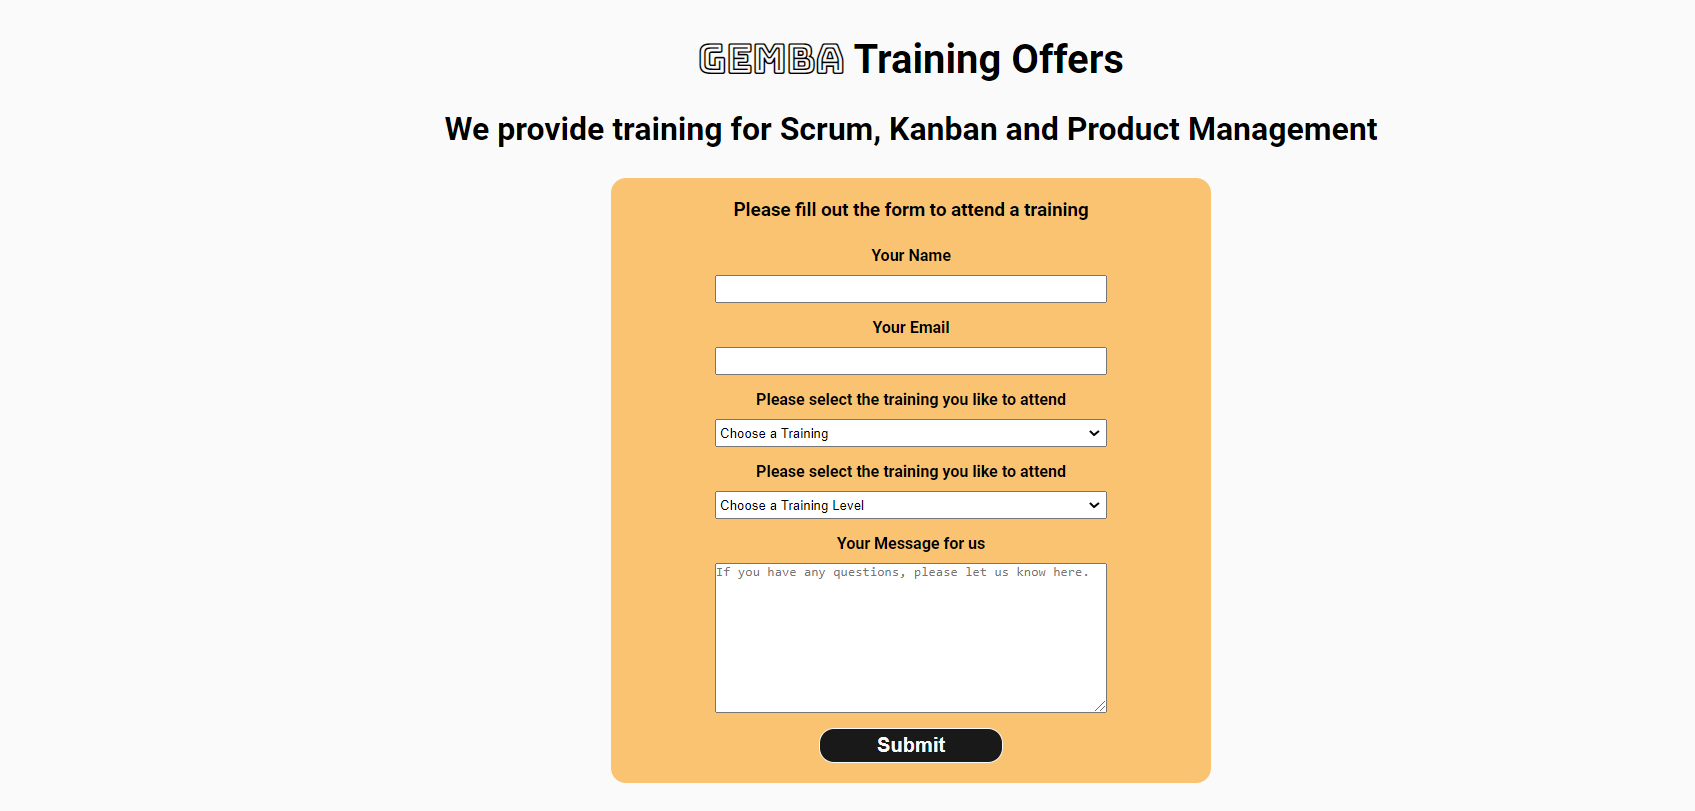 GEMBA Training Offers
We provide training for Scrum, Kanban and Product Management
Please fill out the form to attend a training
Your Name
Your Email
Please select the training you like to attend
Choose a Training
Please select the training you like to attend
Choose a Training Level
Your Message for us
If you have any questions, please let us know here.
Submit